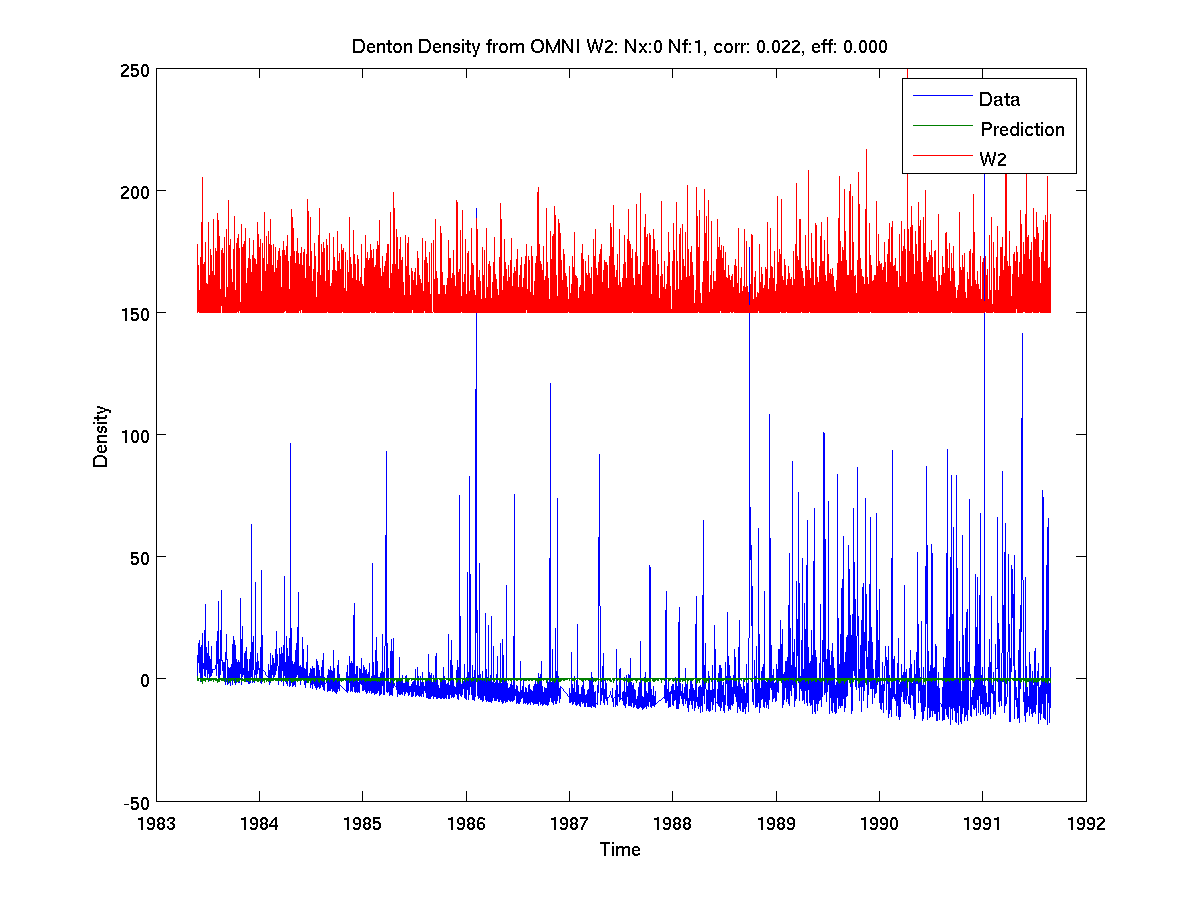 Denton Density from OMNI W2: Nx:0 Nf:1, corr: 0.022, eff: 0.000
250
Data
Prediction
W2
200
150
100
50
0
-50
Density
1983 1984 1985 1986 1987 1988 1989 1990 1991 1992
Time